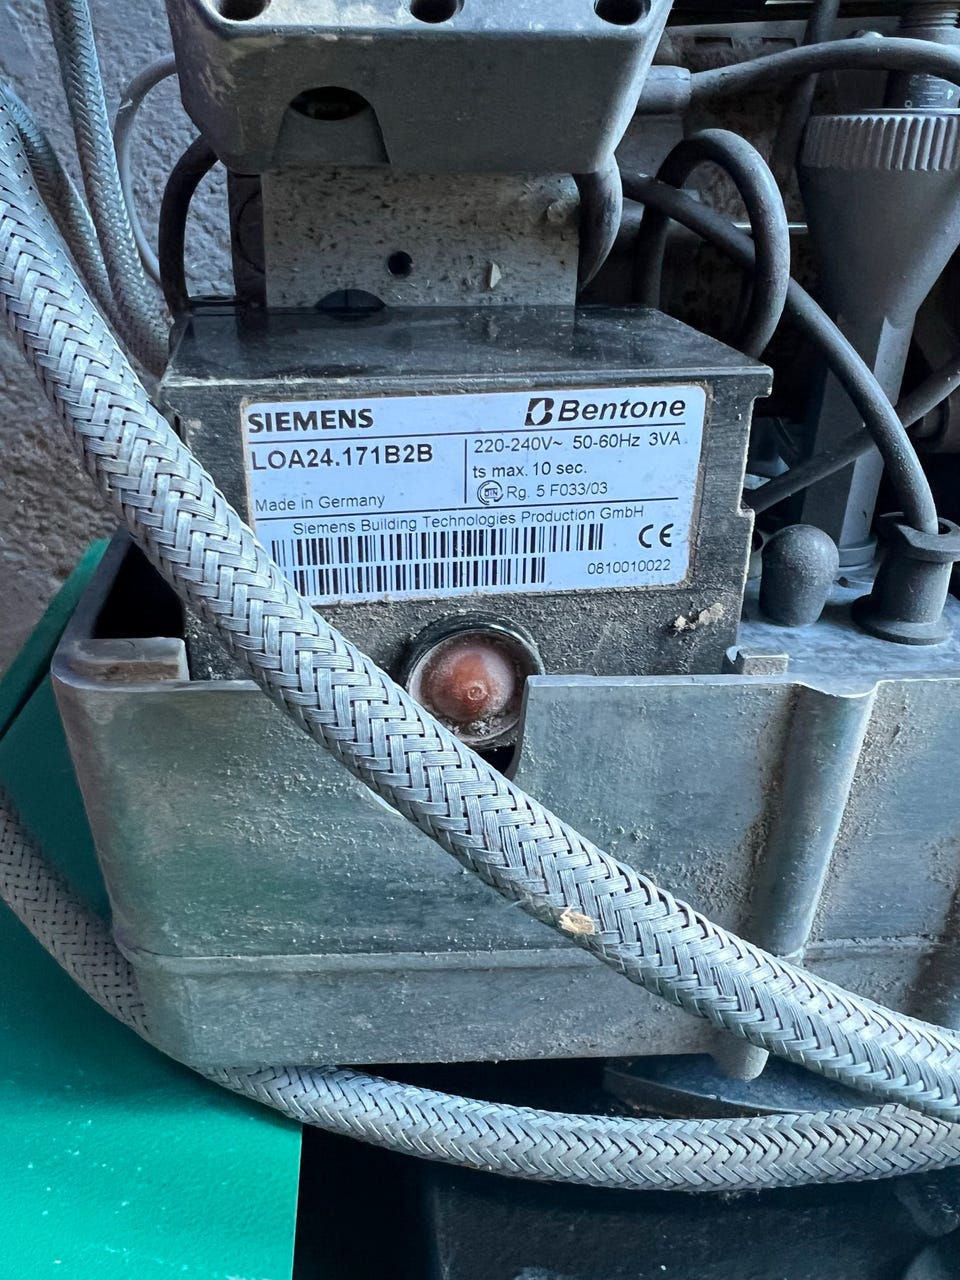 SIEMENS
Bentone
LOA24.171B2B
220-240V~ 50-60Hz 3VA
ts max. 10 sec.
DIN Rg. 5 F033/03
Made in Germany
Siemens Building Technologies Production GmbH
CE
0810010022